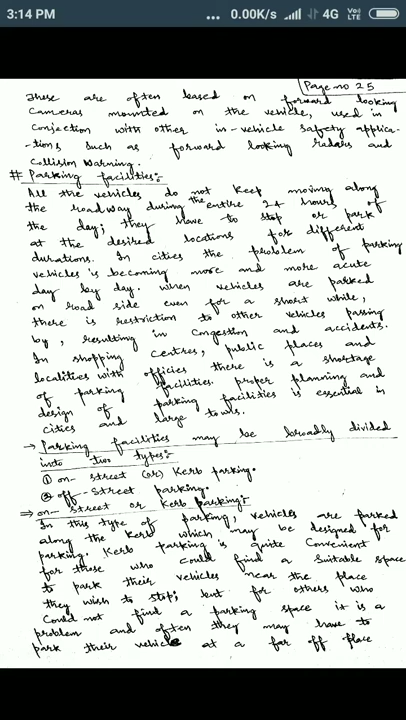 3:14 PM ... 0.00K/s 4G VoLTE
Page no 25
These are often based on forward looking
cameras mounted on the vehicle, used in
Conjection with other in-vehicle safety applica-
-tions such as forward looking radars and
Collision Warning.
# Parking facilities:-
All the vehicles do not keep moving along
the roadway during the entire 24 hours of
the day; they have to stop or park
at the desired locations for different
durations. In cities the problem of parking
vehicles is becoming more and more acute
day by day. when vehicles are parked
on road side even for a short while,
there is restriction to other vehicles passing
by, resulting in Congestion and accidents.
In shopping centres, public places and
localities with officies there is a shortage
of parking facilities. proper planning and
design of parking facilities is essential in
cities and large towns.
→ Parking facilities may be broadly divided
into two types:-
① on-street (or) Kerb parking.
② off-Street parking.
⇒ on-street or Kerb parking:-
In this type of parking, vehicles are parked
along the kerb which may be designed for
parking. Kerb parking is quite Convenient
for those who could find a Suitable space
to park their vehicles near the place
they wish to stop; but for others who
Could not find a parking space it is a
problem and often they may have to
park their vehicle at a far off place